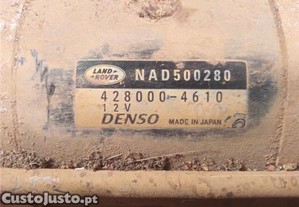 LAND-
ROVER
NAD500280
428000-4610
12V
DENSO
MADE IN JAPAN
CustoJusto.pt